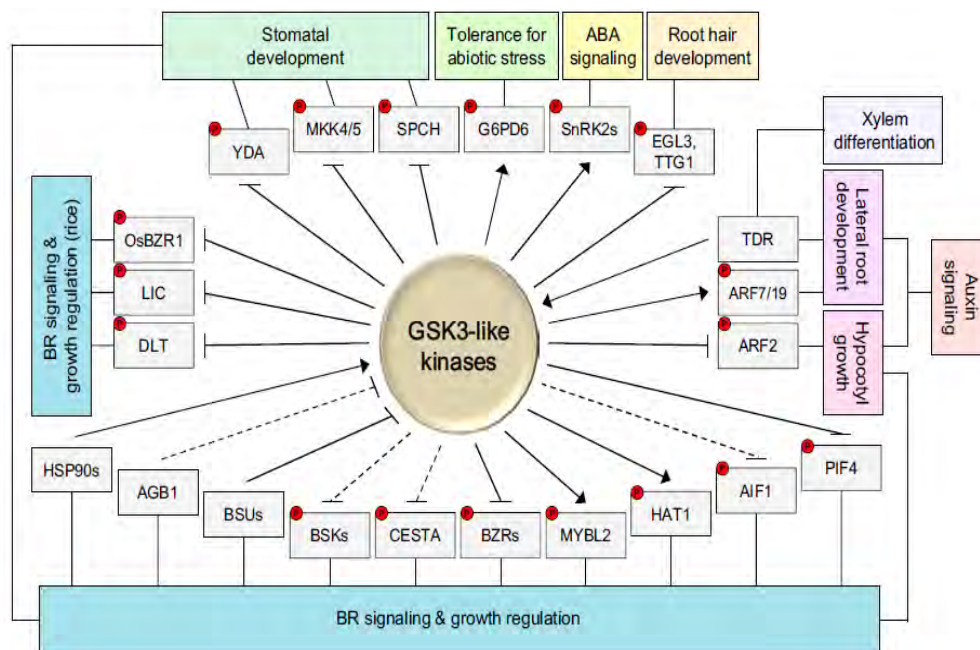 Stomatal
development
Tolerance for
abiotic stress
ABA
signaling
Root hair
development
P
YDA
P
MKK4/5
P
SPCH
P
G6PD6
P
SnRK2s
P
EGL3,
TTG1
Xylem
differentiation
BR signaling &
growth regulation (rice)
P
OsBZR1
P
LIC
P
DLT
GSK3-like
kinases
TDR
P
ARF7/19
P
ARF2
Lateral root
development
Hypocotyl
growth
Auxin
signaling
HSP90s
AGB1
BSUs
P
BSKs
P
CESTA
P
BZRs
P
MYBL2
P
HAT1
P
AIF1
P
PIF4
BR signaling & growth regulation